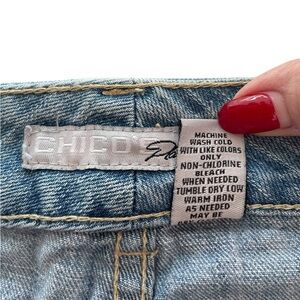 CHICO'S
MACHINE
WASH COLD
WITH LIKE COLORS
ONLY
NON-CHLORINE
BLEACH
WHEN NEEDED
TUMBLE DRY LOW
WARM IRON
AS NEEDED
MAY BE